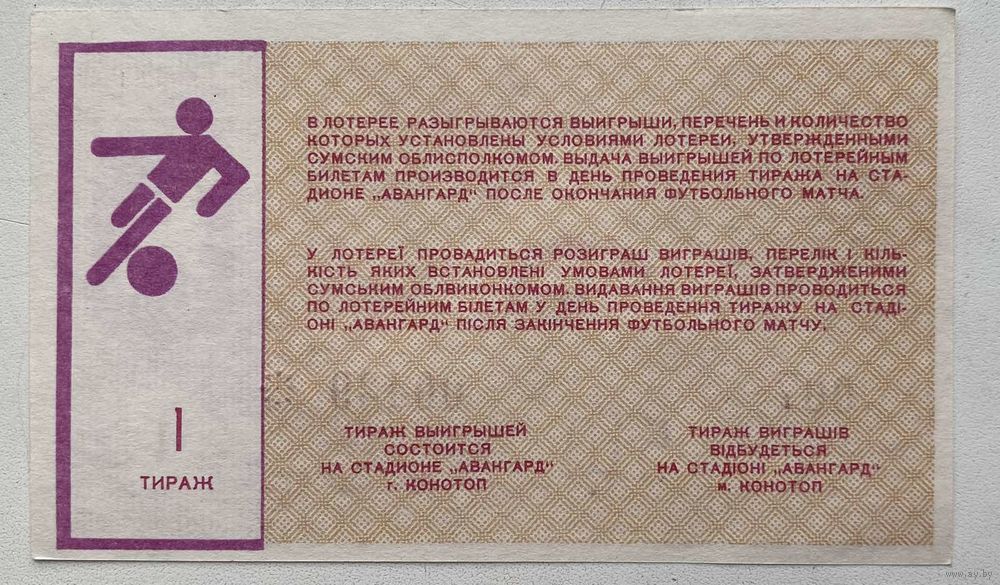 В ЛОТЕРЕЕ РАЗЫГРЫВАЮТСЯ ВЫИГРЫШИ, ПЕРЕЧЕНЬ И КОЛИЧЕСТВО
КОТОРЫХ УСТАНОВЛЕНЫ УСЛОВИЯМИ ЛОТЕРЕИ, УТВЕРЖДЕННЫМИ
СУМСКИМ ОБЛИСПОЛКОМОМ. ВЫДАЧА ВЫИГРЫШЕЙ ПО ЛОТЕРЕЙНЫМ
БИЛЕТАМ ПРОИЗВОДИТСЯ В ДЕНЬ ПРОВЕДЕНИЯ ТИРАЖА НА СТА-
ДИОНЕ „АВАНГАРД“ ПОСЛЕ ОКОНЧАНИЯ ФУТБОЛЬНОГО МАТЧА.
У ЛОТЕРЕЇ ПРОВАДИТЬСЯ РОЗИГРАШ ВИГРАШІВ, ПЕРЕЛІК І КІЛЬ-
КІСТЬ ЯКИХ ВСТАНОВЛЕНІ УМОВАМИ ЛОТЕРЕЇ, ЗАТВЕРДЖЕНИМИ
СУМСЬКИМ ОБЛВИКОНКОМОМ. ВИДАВАННЯ ВИГРАШІВ ПРОВОДИТЬСЯ
ПО ЛОТЕРЕЙНИМ БІЛЕТАМ У ДЕНЬ ПРОВЕДЕННЯ ТИРАЖУ НА СТАДІ-
ОНІ „АВАНГАРД“ ПІСЛЯ ЗАКІНЧЕННЯ ФУТБОЛЬНОГО МАТЧУ.
I
ТИРАЖ
ТИРАЖ ВЫИГРЫШЕЙ
СОСТОИТСЯ
НА СТАДИОНЕ „АВАНГАРД“
г. КОНОТОП
ТИРАЖ ВИГРАШІВ
ВІДБУДЕТЬСЯ
НА СТАДІОНІ „АВАНГАРД“
м. КОНОТОП
www.ay.by